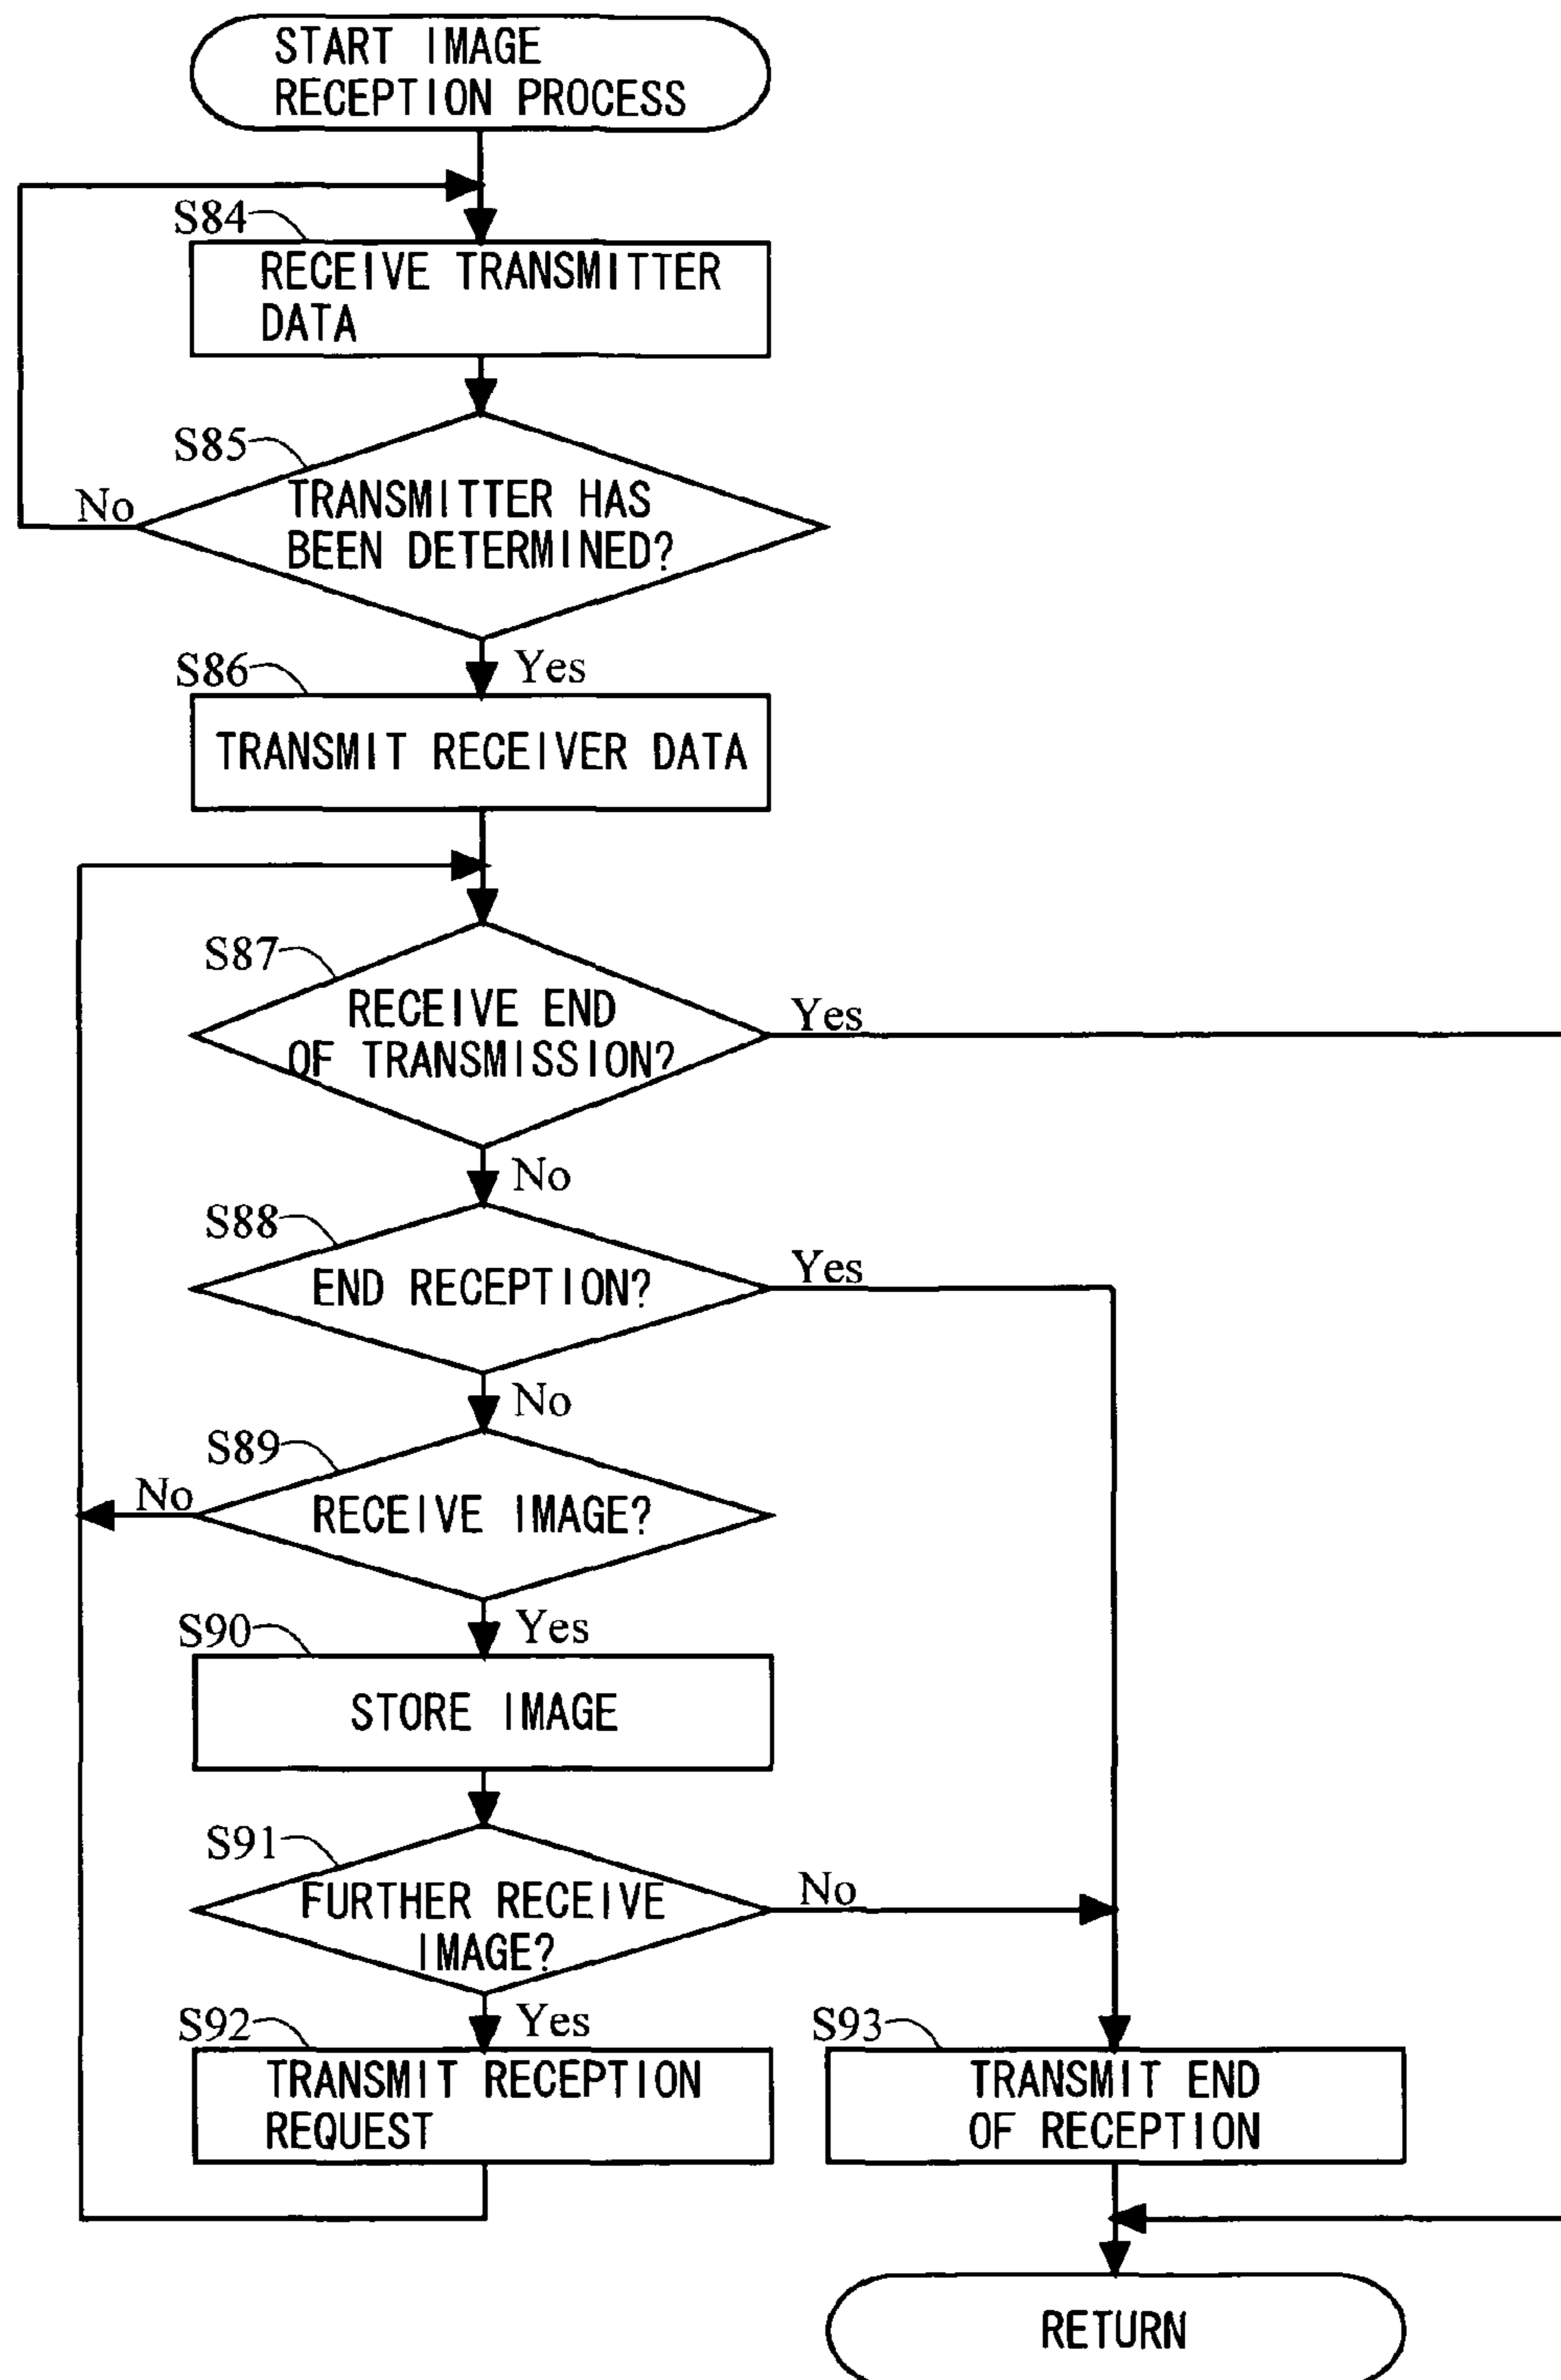 START IMAGE
RECEPTION PROCESS
S84
RECEIVE TRANSMITTER
DATA
S85
No
TRANSMITTER HAS
BEEN DETERMINED?
Yes
S86
TRANSMIT RECEIVER DATA
S87
RECEIVE END
OF TRANSMISSION?
Yes
No
S88
END RECEPTION?
Yes
No
S89
No
RECEIVE IMAGE?
Yes
S90
STORE IMAGE
S91
FURTHER RECEIVE
IMAGE?
No
Yes
S92
TRANSMIT RECEPTION
REQUEST
S93
TRANSMIT END
OF RECEPTION
RETURN